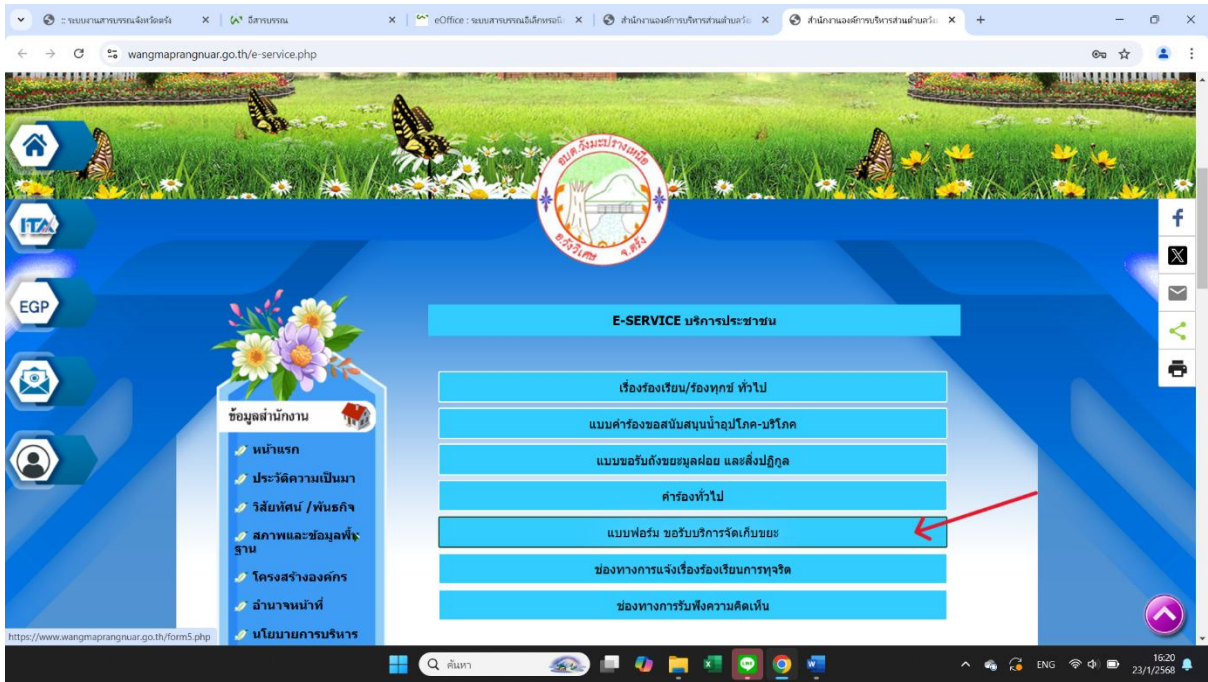 :: ระบบงานสารบรรณจังหวัดตรัง
อีสารบรรณ
eOffice : ระบบสารบรรณอิเล็กทรอนิ
สำนักงานองค์การบริหารส่วนตำบลวัง
สำนักงานองค์การบริหารส่วนตำบลวัง
wangmaprangnuar.go.th/e-service.php
อบต.วังมะปรางเหนือ
อ.วังวิเศษ จ.ตรัง
ITA
EGP
E-SERVICE บริการประชาชน
เรื่องร้องเรียน/ร้องทุกข์ ทั่วไป
แบบคำร้องขอสนับสนุนน้ำอุปโภค-บริโภค
แบบขอรับถังขยะมูลฝอย และสิ่งปฏิกูล
คำร้องทั่วไป
แบบฟอร์ม ขอรับบริการจัดเก็บขยะ
ช่องทางการแจ้งเรื่องร้องเรียนการทุจริต
ช่องทางการรับฟังความคิดเห็น
ข้อมูลสำนักงาน
หน้าแรก
ประวัติความเป็นมา
วิสัยทัศน์ /พันธกิจ
สภาพและข้อมูลพื้น
ฐาน
โครงสร้างองค์กร
อำนาจหน้าที่
นโยบายการบริหาร
https://www.wangmaprangnuar.go.th/form5.php
ค้นหา
ENG
16:20
23/1/2568